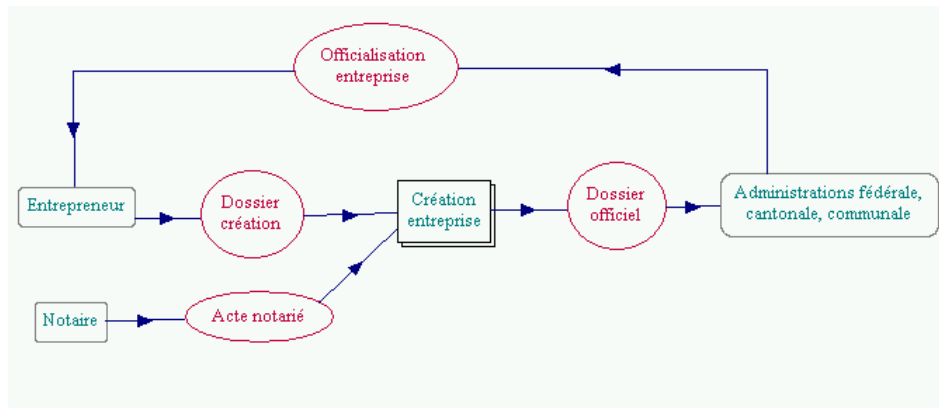 Officialisation
entreprise
Entrepreneur
Dossier
création
Création
entreprise
Dossier
officiel
Administrations fédérale,
cantonale, communale
Notaire
Acte notarié